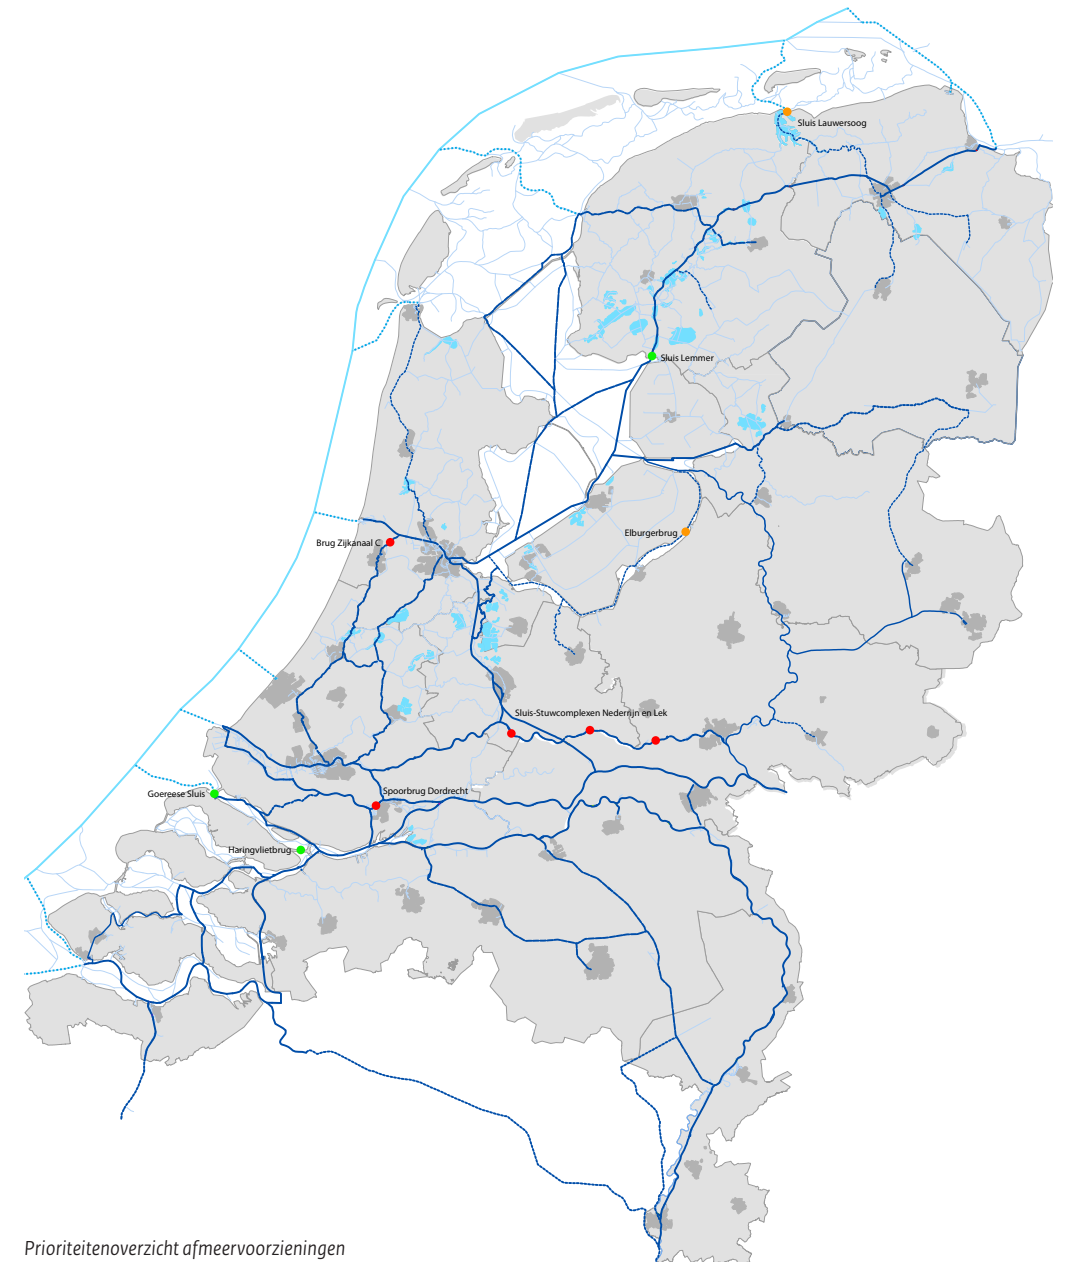 Sluis Lauwersoog
Sluis Lemmer
Elburgerbrug
Brug Zijkanaal C
Sluis-Stuwcomplexen Nederrijn en Lek
Spoorbrug Dordrecht
Goereese Sluis
Haringvlietbrug
Prioriteitenoverzicht afmeervoorzieningen